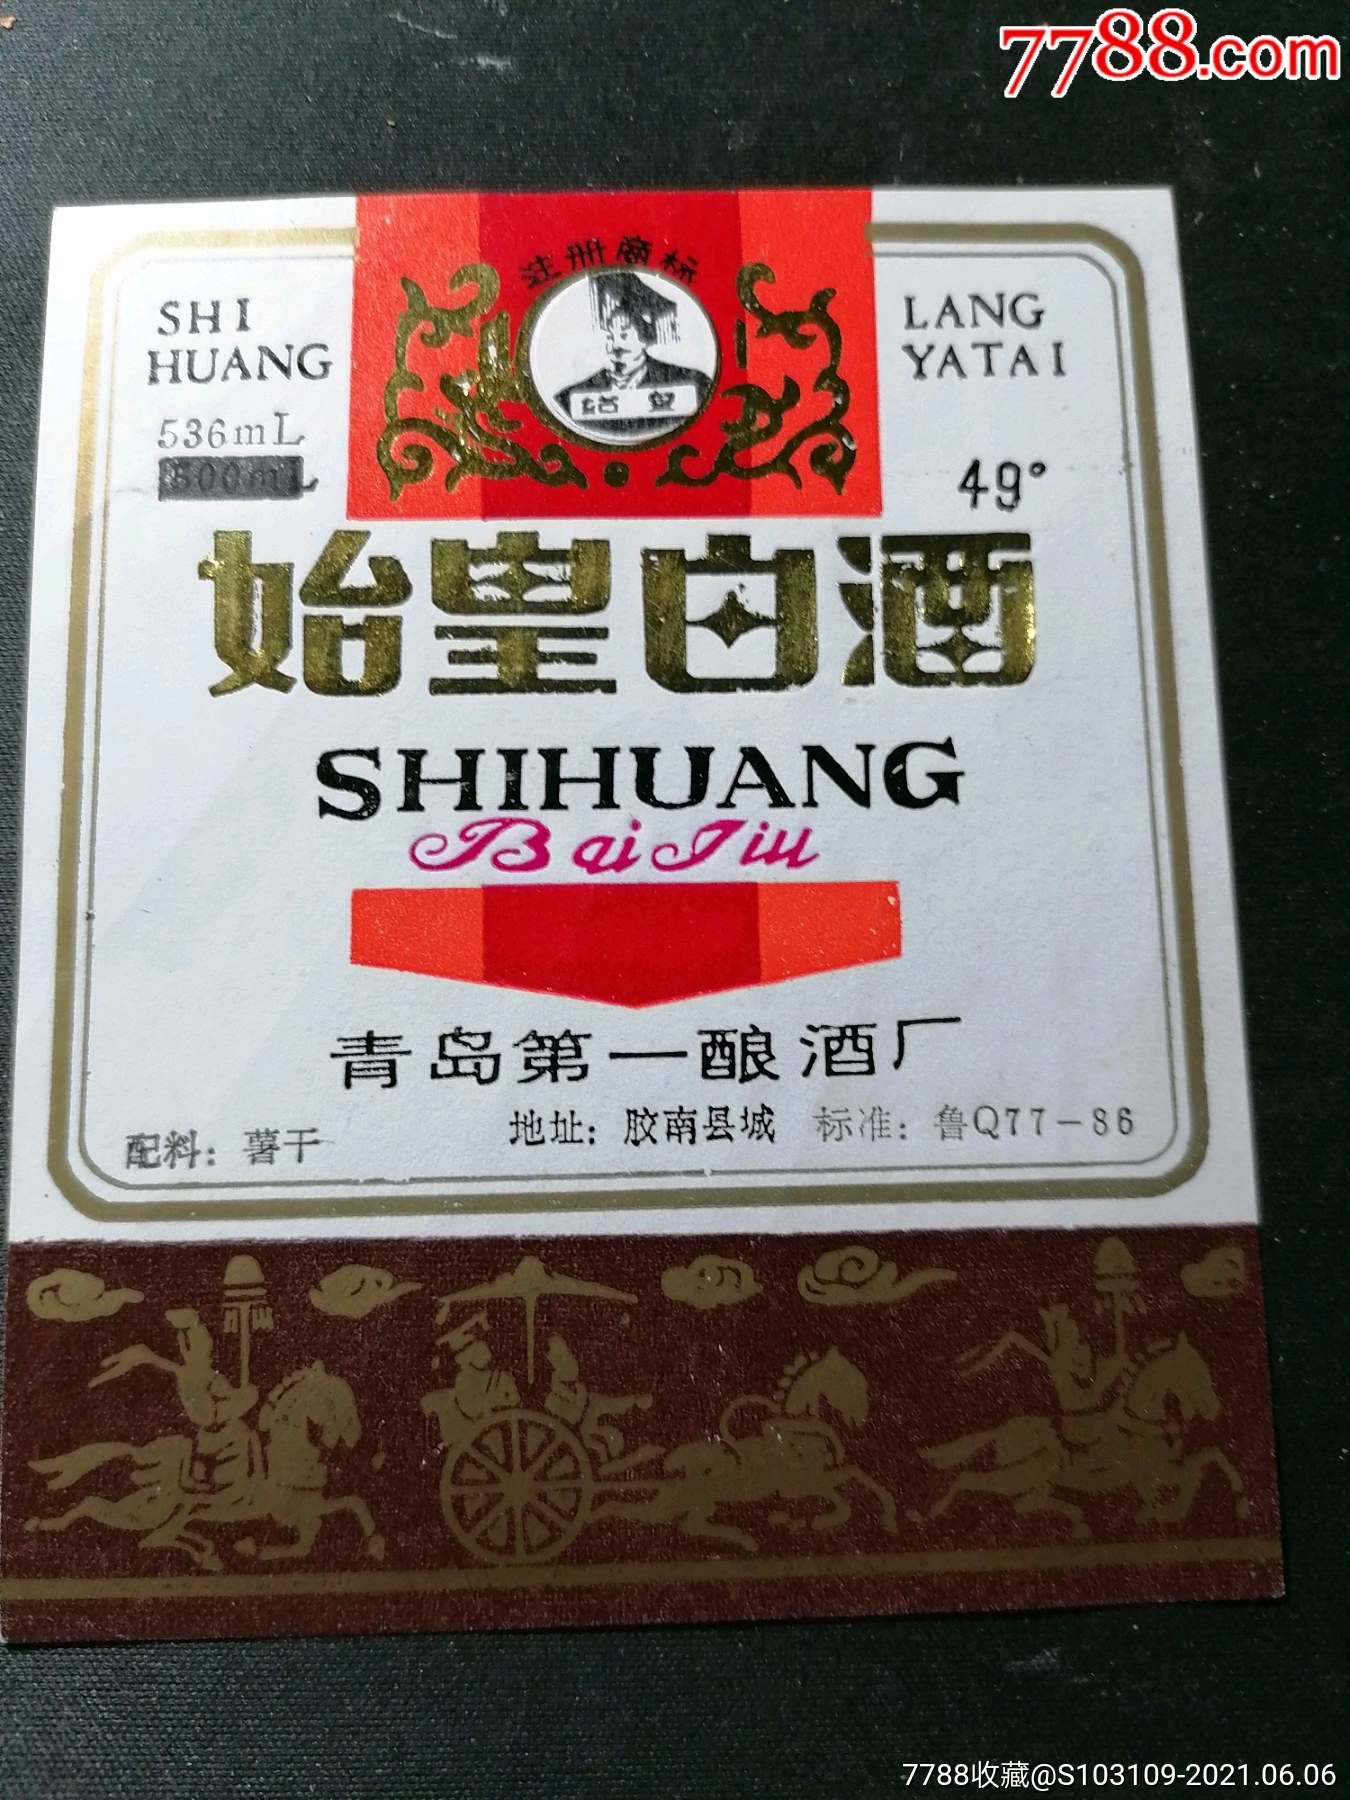 7788.com
注册商标
始皇
SHI
HUANG
LANG
YATAI
536mL
500mL
49°
始皇白酒
SHIHUANG
Bai Jiu
青岛第一酿酒厂
地址：胶南县城 标准：鲁Q77－86
配料：薯干
7788收藏@S103109-2021.06.06